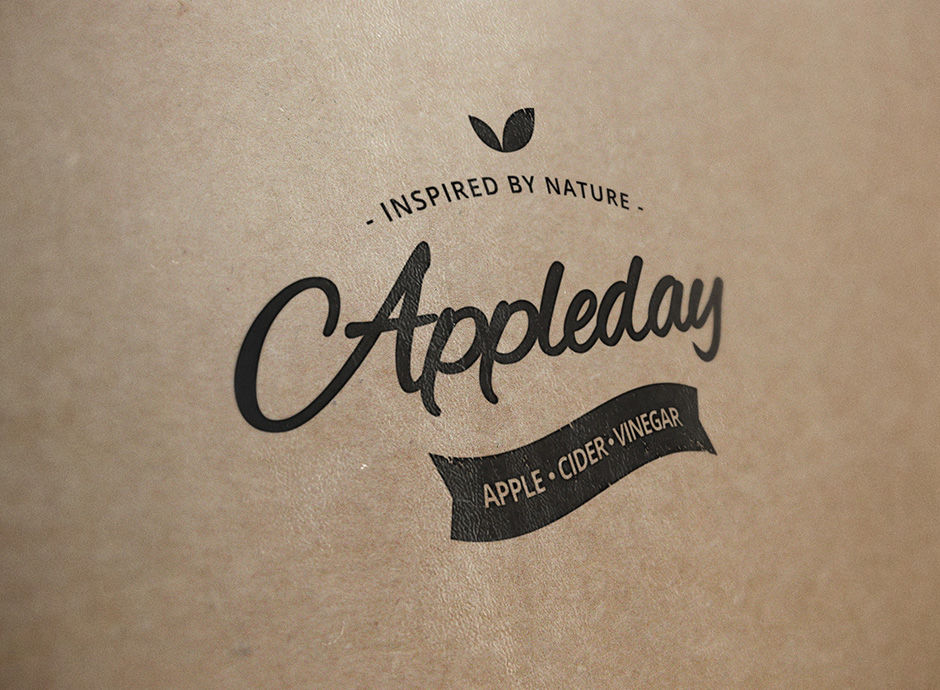 - INSPIRED BY NATURE -
Appleday
APPLE • CIDER • VINEGAR